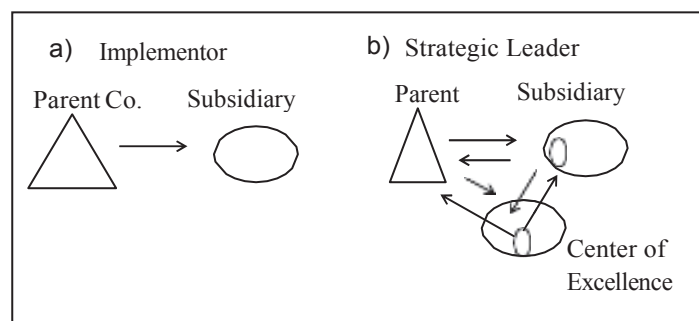 a) Implementor
Parent Co. Subsidiary
b) Strategic Leader
Parent Subsidiary
Center of
Excellence